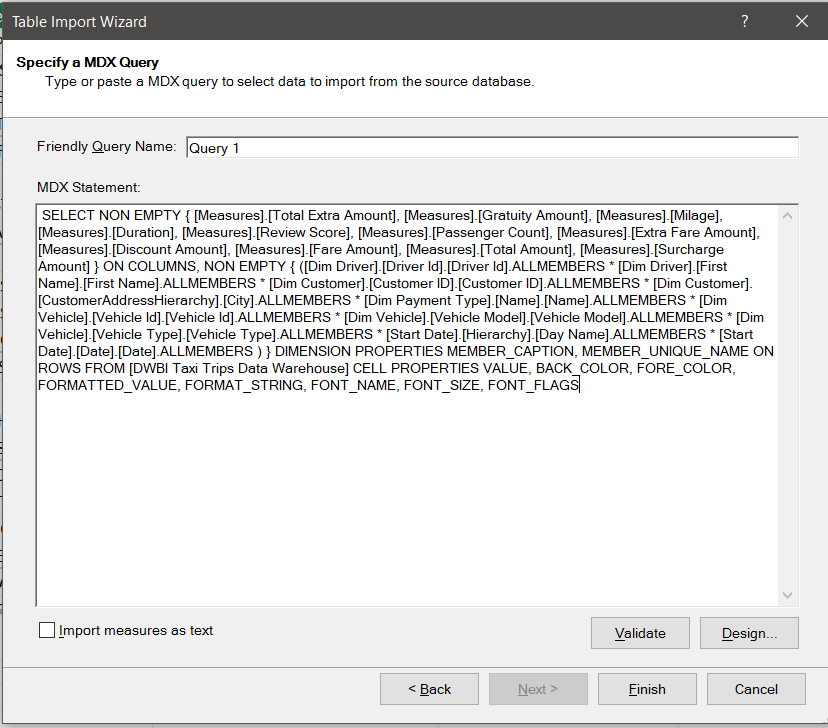 Table Import Wizard
?
Specify a MDX Query
Type or paste a MDX query to select data to import from the source database.
Friendly Query Name:
Query 1
MDX Statement:
SELECT NON EMPTY { [Measures].[Total Extra Amount], [Measures].[Gratuity Amount], [Measures].[Milage],
[Measures].[Duration], [Measures].[Review Score], [Measures].[Passenger Count], [Measures].[Extra Fare Amount],
[Measures].[Discount Amount], [Measures].[Fare Amount], [Measures].[Total Amount], [Measures].[Surcharge
Amount] } ON COLUMNS, NON EMPTY { ([Dim Driver].[Driver Id].[Driver Id].ALLMEMBERS * [Dim Driver].[First
Name].[First Name].ALLMEMBERS * [Dim Customer].[Customer ID].[Customer ID].ALLMEMBERS * [Dim Customer].
[CustomerAddressHierarchy].[City].ALLMEMBERS * [Dim Payment Type].[Name].[Name].ALLMEMBERS * [Dim
Vehicle].[Vehicle Id].[Vehicle Id].ALLMEMBERS * [Dim Vehicle].[Vehicle Model].[Vehicle Model].ALLMEMBERS * [Dim
Vehicle].[Vehicle Type].[Vehicle Type].ALLMEMBERS * [Start Date].[Hierarchy].[Day Name].ALLMEMBERS * [Start
Date].[Date].[Date].ALLMEMBERS ) } DIMENSION PROPERTIES MEMBER_CAPTION, MEMBER_UNIQUE_NAME ON
ROWS FROM [DWBI Taxi Trips Data Warehouse] CELL PROPERTIES VALUE, BACK_COLOR, FORE_COLOR,
FORMATTED_VALUE, FORMAT_STRING, FONT_NAME, FONT_SIZE, FONT_FLAGS
Import measures as text
Validate
Design...
< Back
Next >
Finish
Cancel